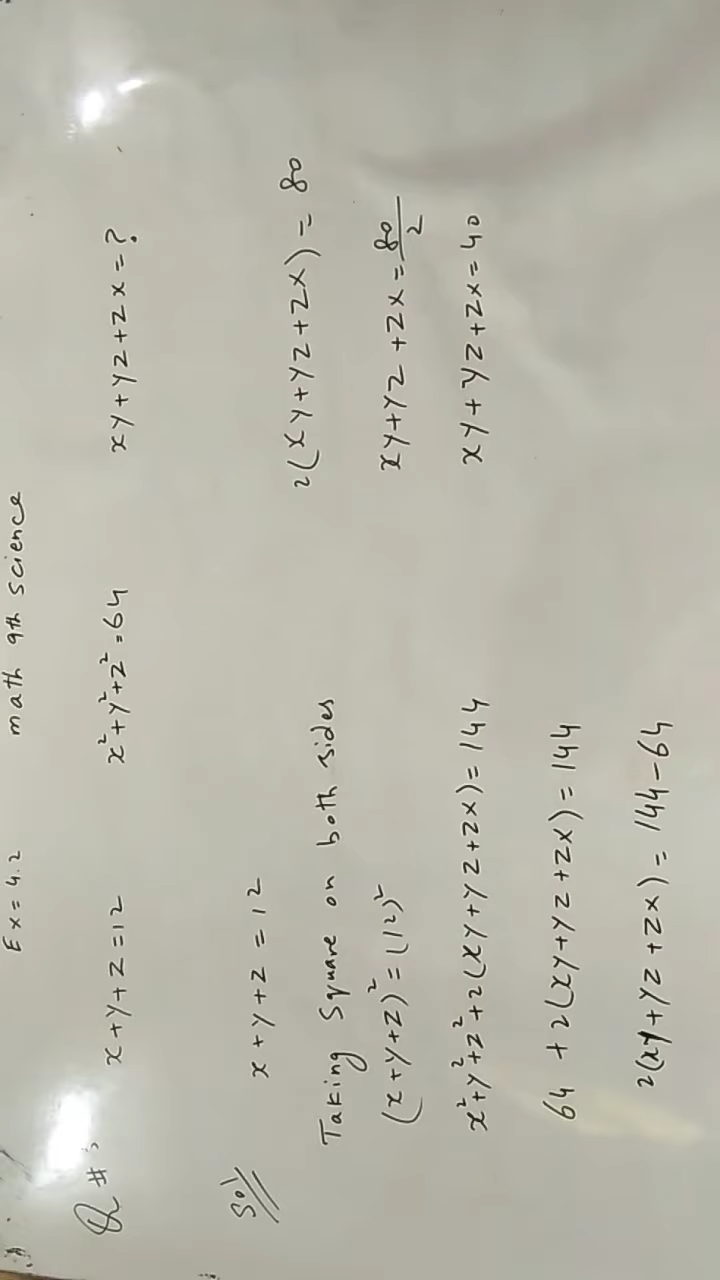 Ex = 4.2 math 9th science
Q #: x+y+z=12 x²+y²+z²=64 xy+yz+zx=?
Sol
x+y+z=12
Taking Square on both sides
(x+y+z)²=(12)²
x²+y²+z²+2(xy+yz+zx)=144
64+2(xy+yz+zx)=144
2(xy+yz+zx)=144-64
2(xy+yz+zx)=80
xy+yz+zx=80/2
xy+yz+zx=40